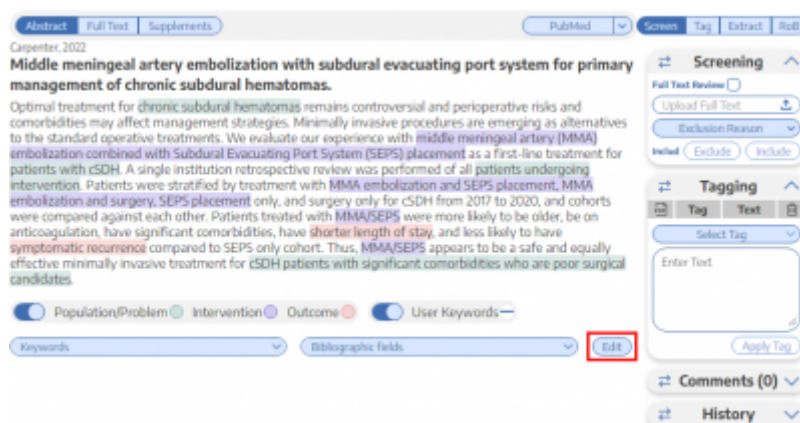 Abstract Full Text Supplements PubMed Screen Tag Extract RoB
Carpenter, 2022
Middle meningeal artery embolization with subdural evacuating port system for primary
management of chronic subdural hematomas.
Optimal treatment for chronic subdural hematomas remains controversial and perioperative risks and
comorbidities may affect management strategies. Minimally invasive procedures are emerging as alternatives
to the standard operative treatments. We evaluate our experience with middle meningeal artery (MMA)
embolization combined with Subdural Evacuating Port System (SEPS) placement as a first-line treatment for
patients with cSDH. A single institution retrospective review was performed of all patients undergoing
intervention. Patients were stratified by treatment with MMA embolization and SEPS placement, MMA
embolization and surgery, SEPS placement only, and surgery only for cSDH from 2017 to 2020, and cohorts
were compared against each other. Patients treated with MMA/SEPS were more likely to be older, be on
anticoagulation, have significant comorbidities, have shorter length of stay, and less likely to have
symptomatic recurrence compared to SEPS only cohort. Thus, MMA/SEPS appears to be a safe and equally
effective minimally invasive treatment for cSDH patients with significant comorbidities who are poor surgical
candidates.
Population/Problem Intervention Outcome User Keywords
Keywords Bibliographic fields Edit
Screening
Full Text Review
Upload Full Text
Exclusion Reason
Includ Exclude Include
Tagging
Tag Text
Select Tag
Enter Text
Apply Tag
Comments (0)
History